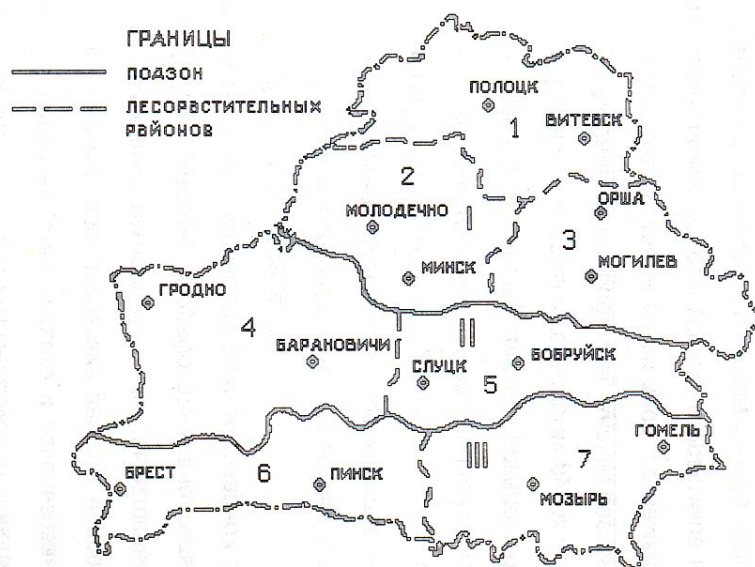 ГРАНИЦЫ
ПОДЗОН
ЛЕСОРАСТИТЕЛЬНЫХ
РАЙОНОВ
ПОЛОЦК
1
ВИТЕБСК
2
МОЛОДЕЧНО
ОРША
3
МИНСК
МОГИЛЕВ
ГРОДНО
4
II
БАРАНОВИЧИ
СЛУЦК
БОБРУЙСК
5
ГОМЕЛЬ
6
III
7
БРЕСТ
ПИНСК
МОЗЫРЬ